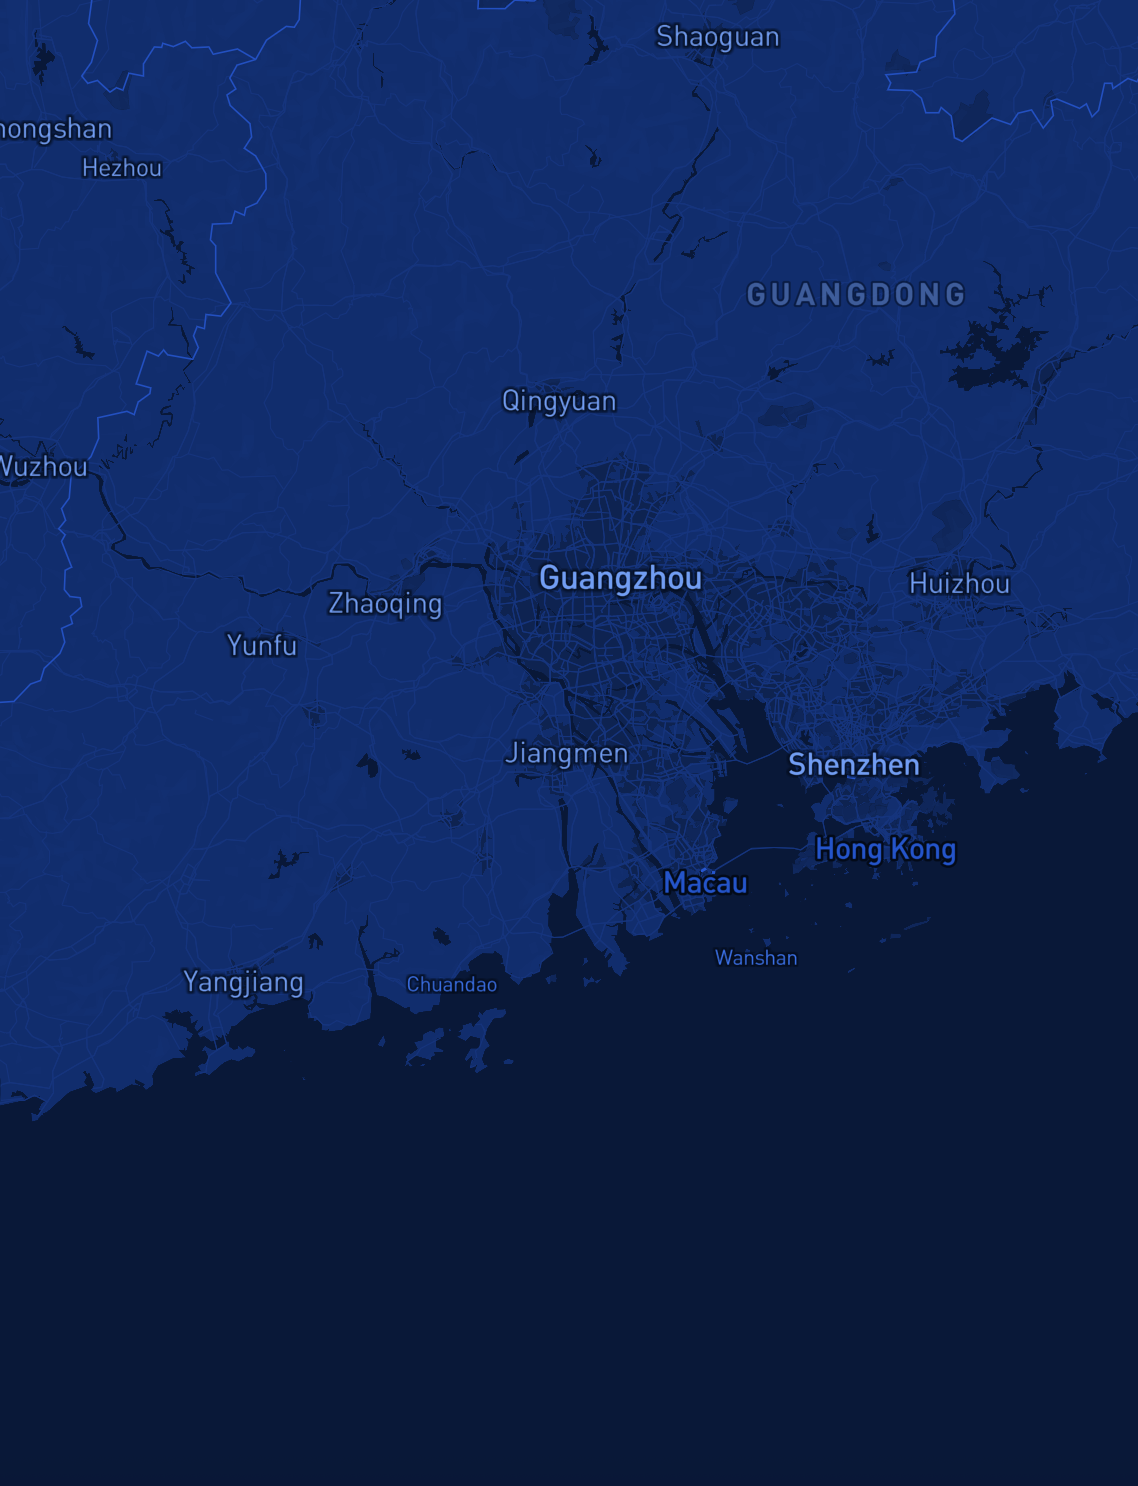 Shaoguan
hongshan
Hezhou
GUANGDONG
Qingyuan
Wuzhou
Guangzhou
Huizhou
Zhaoqing
Yunfu
Jiangmen
Shenzhen
Hong Kong
Macau
Wanshan
Yangjiang
Chuandao